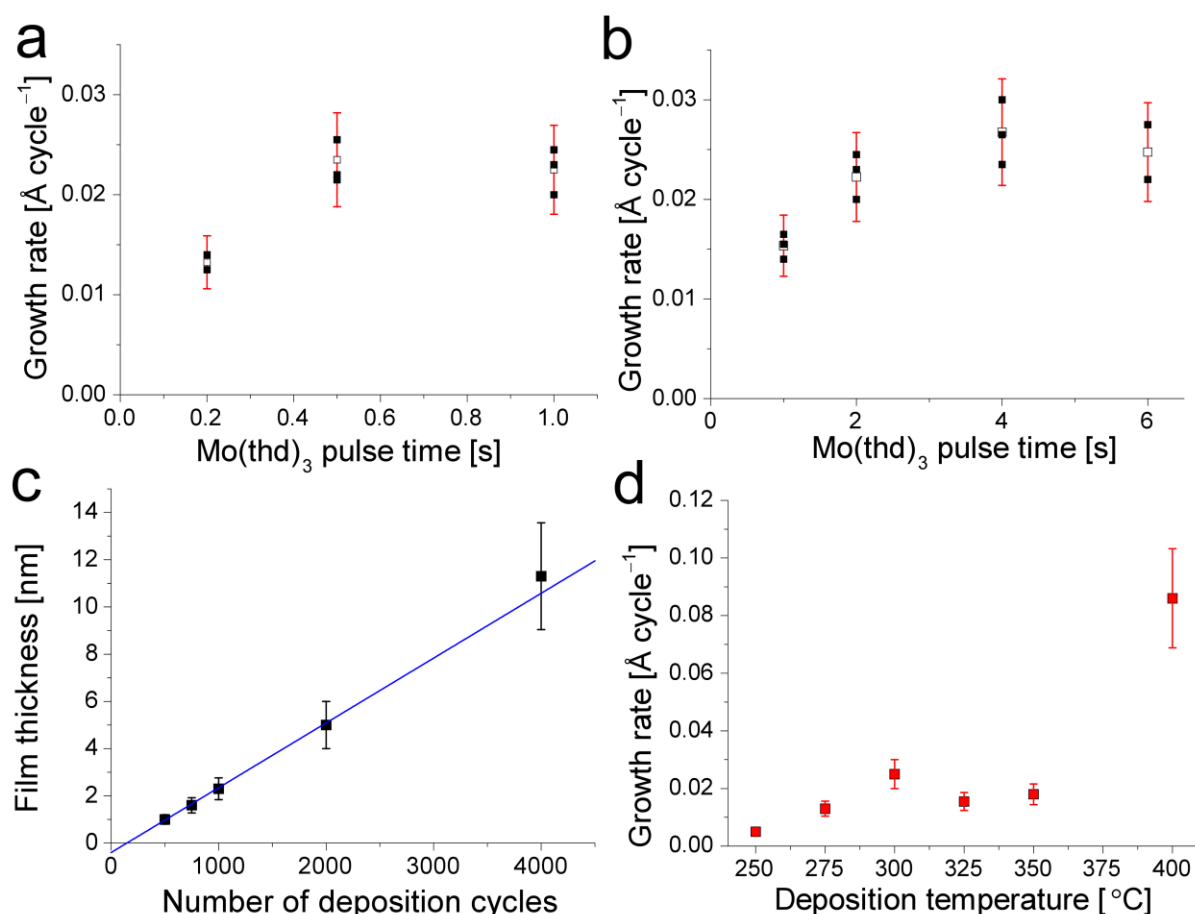 a
Growth rate [Å cycle⁻¹]
0.03
0.02
0.01
0.00
0.0 0.2 0.4 0.6 0.8 1.0
Mo(thd)₃ pulse time [s]
b
Growth rate [Å cycle⁻¹]
0.03
0.02
0.01
0.00
0 2 4 6
Mo(thd)₃ pulse time [s]
c
Film thickness [nm]
14
12
10
8
6
4
2
0
0 1000 2000 3000 4000
Number of deposition cycles
d
Growth rate [Å cycle⁻¹]
0.12
0.10
0.08
0.06
0.04
0.02
0.00
250 275 300 325 350 375 400
Deposition temperature [°C]